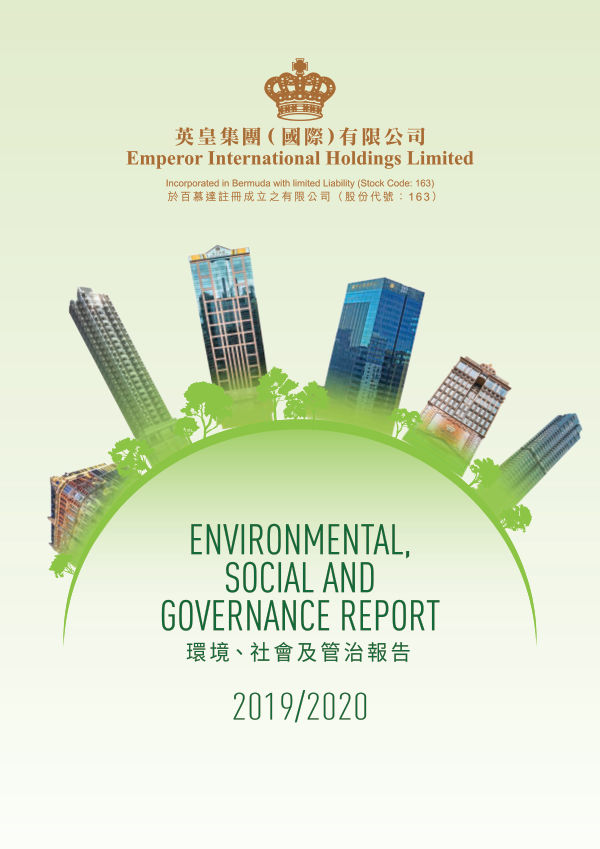 英皇集團(國際)有限公司
Emperor International Holdings Limited
Incorporated in Bermuda with limited Liability (Stock Code: 163)
於百慕達註冊成立之有限公司（股份代號：163）
ENVIRONMENTAL,
SOCIAL AND
GOVERNANCE REPORT
環境、社會及管治報告
2019/2020